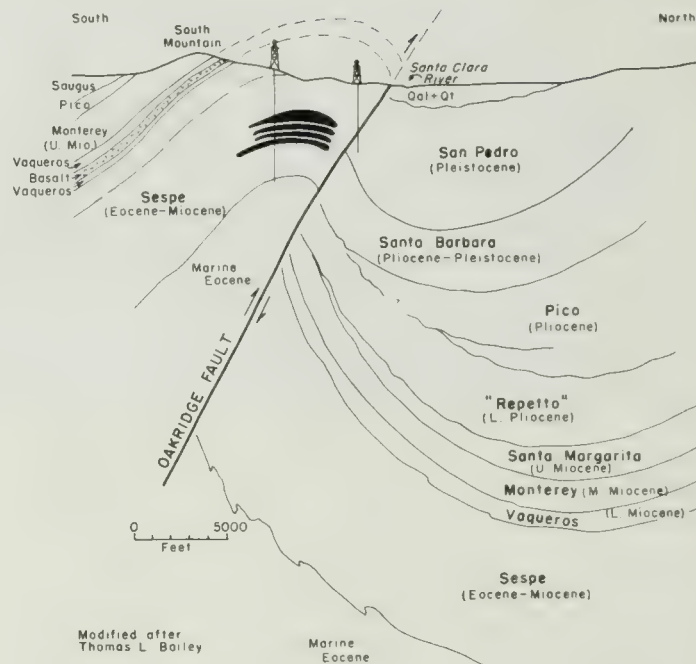 South
North
South
Mountain
Santa Clara
River
Qal+Qt
Saugus
Pico
Monterey
(U. Mio.)
Vaqueros
Basalt
Vaqueros
Sespe
(Eocene-Miocene)
San Pedro
(Pleistocene)
Santa Barbara
(Pliocene-Pleistocene)
Marine
Eocene
Pico
(Pliocene)
OAKRIDGE FAULT
"Repetto"
(L. Pliocene)
Santa Margarita
(U Miocene)
Monterey (M. Miocene)
Vaqueros (L. Miocene)
0 5000
Feet
Sespe
(Eocene-Miocene)
Modified after
Thomas L. Bailey
Marine
Eocene